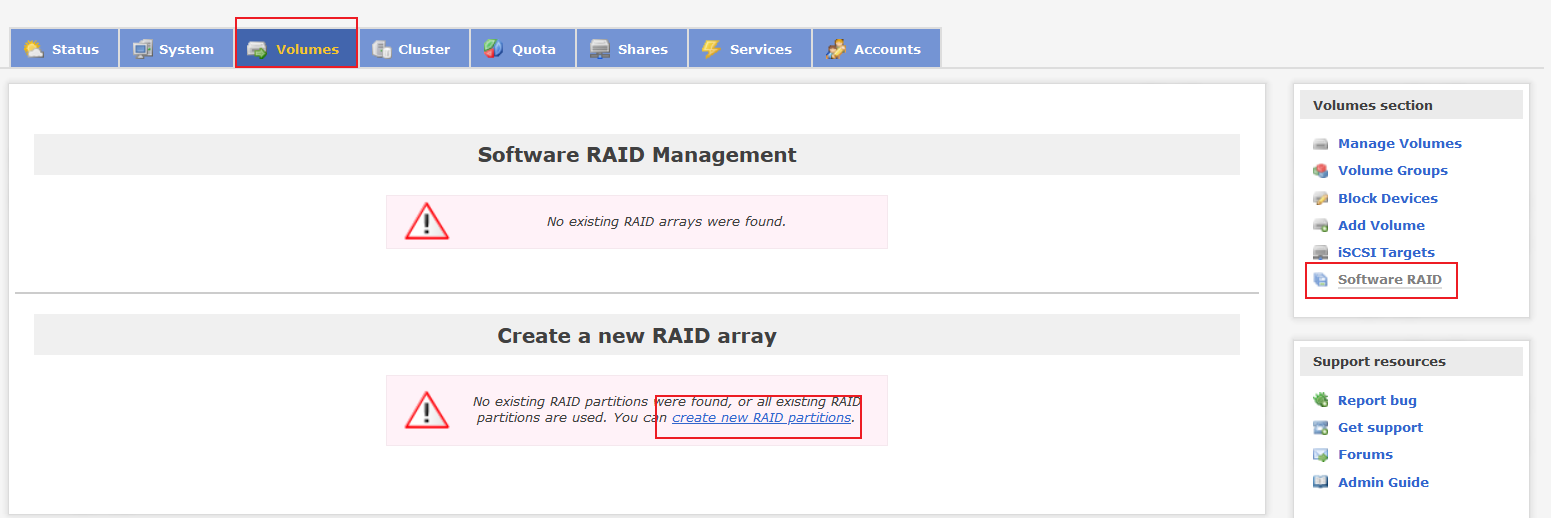 Status
System
Volumes
Cluster
Quota
Shares
Services
Accounts
Software RAID Management
No existing RAID arrays were found.
Create a new RAID array
No existing RAID partitions were found, or all existing RAID
partitions are used. You can create new RAID partitions.
Volumes section
Manage Volumes
Volume Groups
Block Devices
Add Volume
iSCSI Targets
Software RAID
Support resources
Report bug
Get support
Forums
Admin Guide